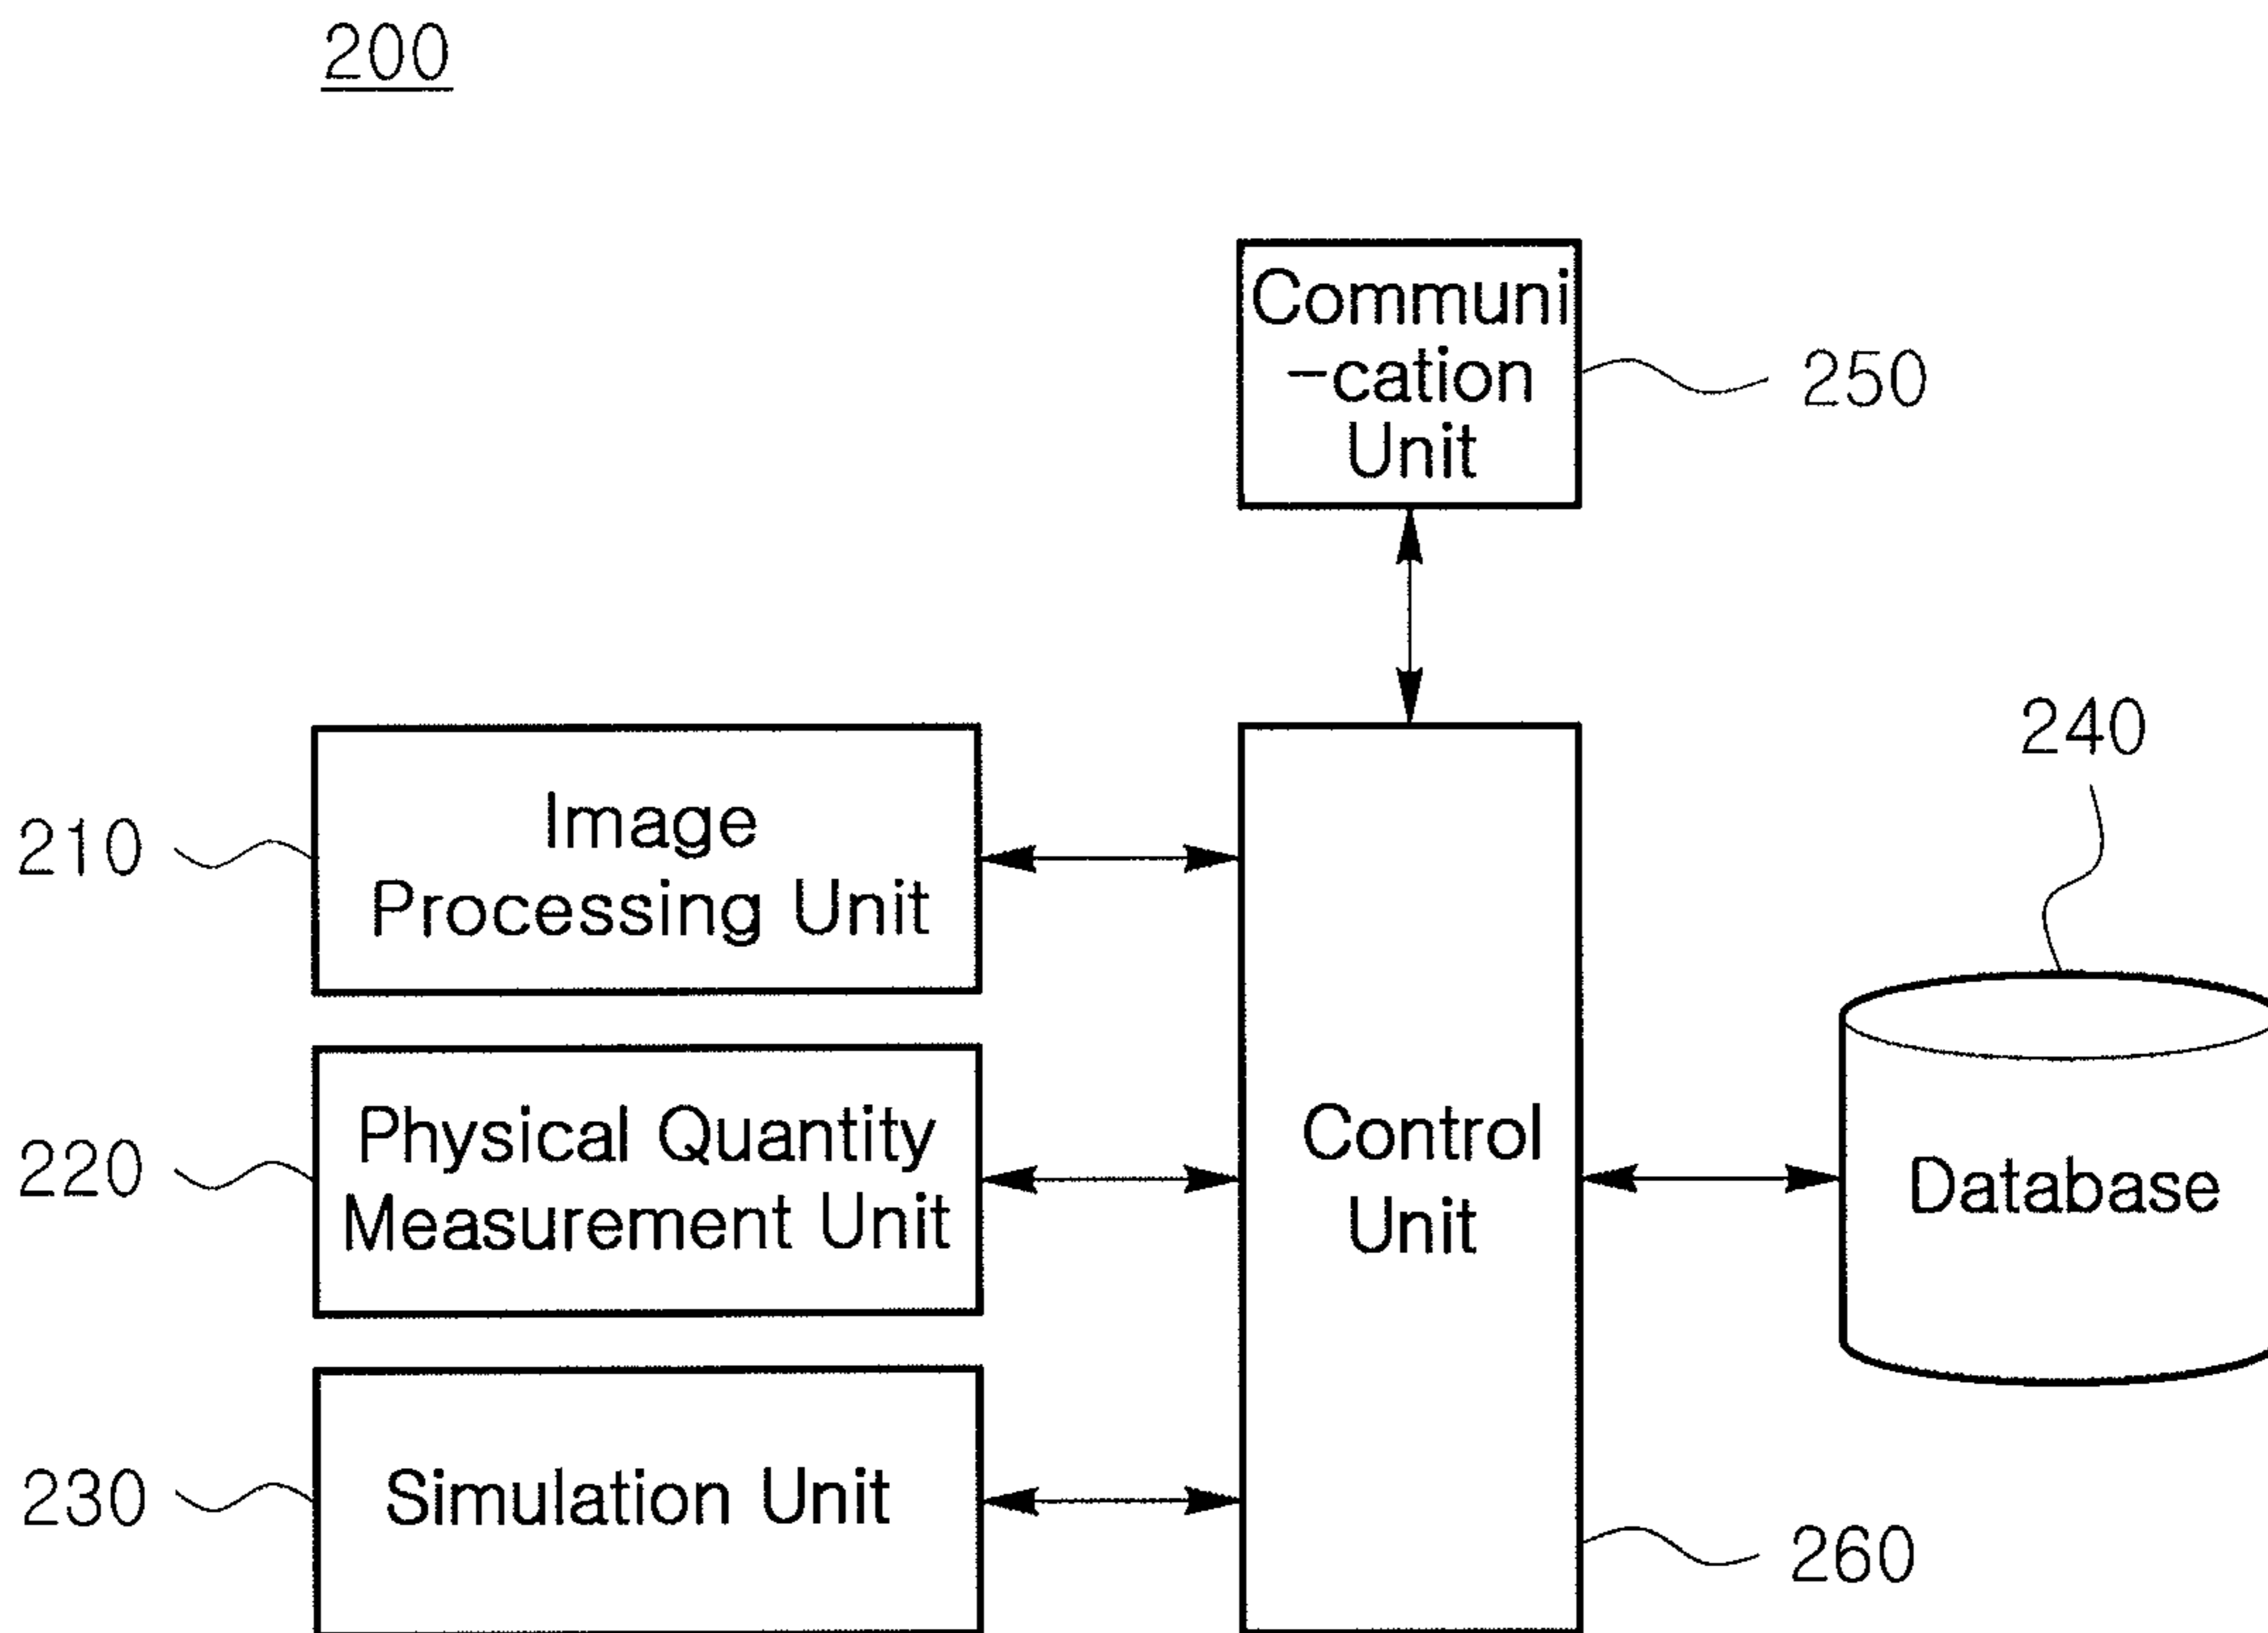 200
Communi
-cation
Unit
250
240
210
Image
Processing Unit
220
Physical Quantity
Measurement Unit
Control
Unit
Database
230
Simulation Unit
260